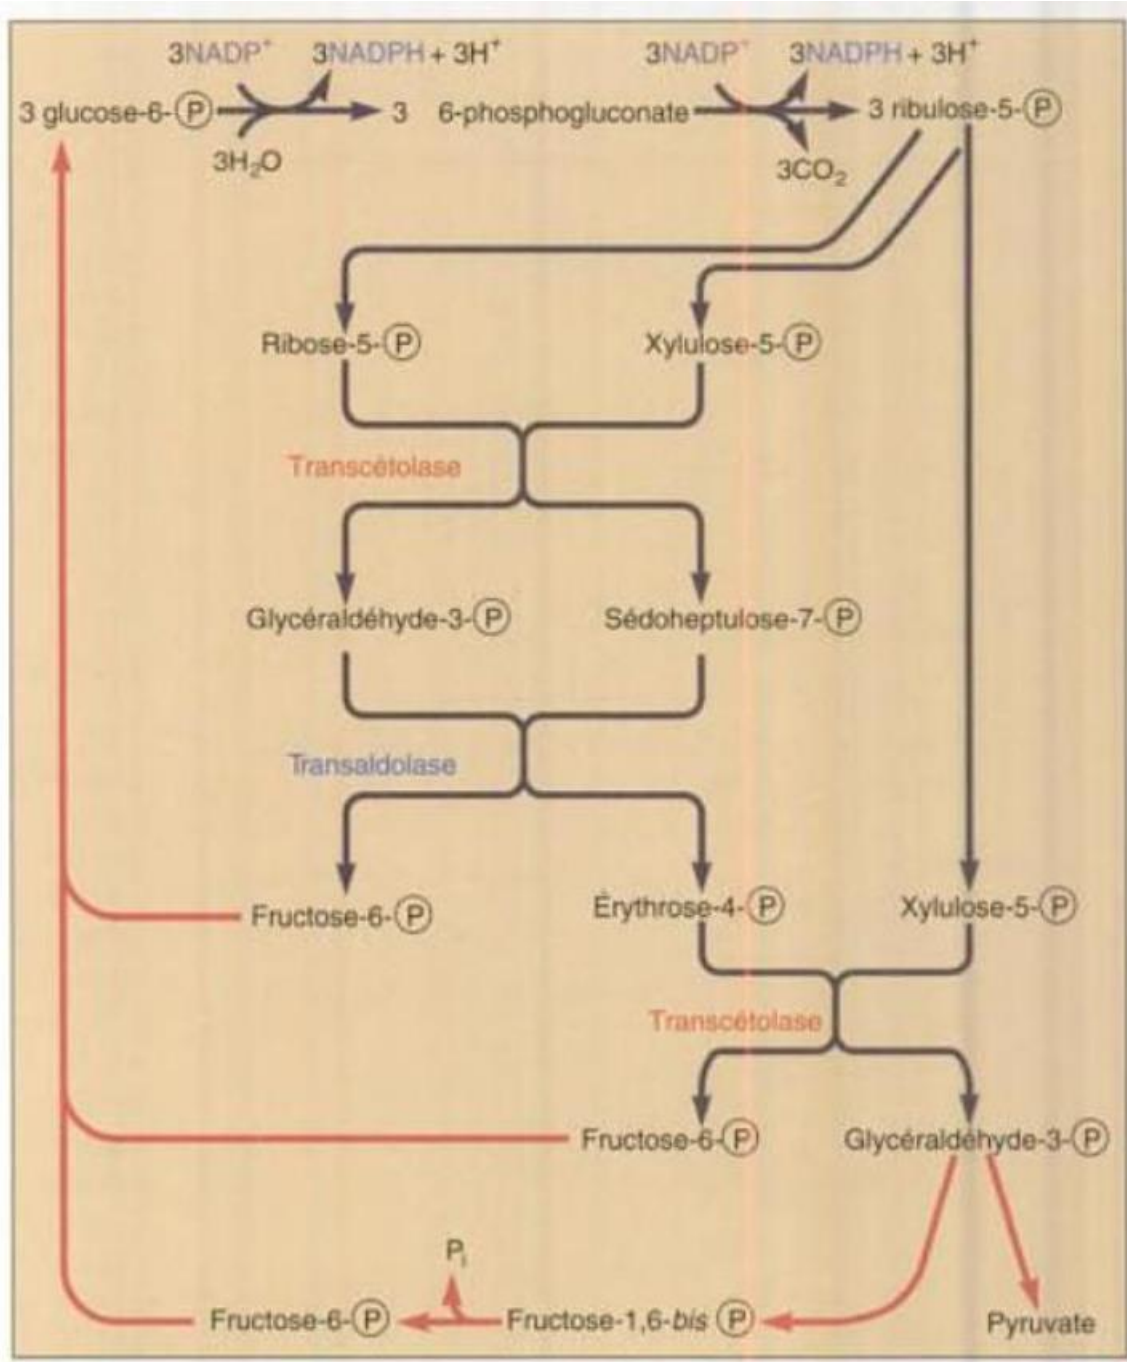 3NADP⁺ 3NADPH + 3H⁺ 3NADP⁺ 3NADPH + 3H⁺
3 glucose-6-Ⓟ 3 6-phosphogluconate 3 ribulose-5-Ⓟ
3H₂O 3CO₂
Ribose-5-Ⓟ Xylulose-5-Ⓟ
Transcétolase
Glycéraldéhyde-3-Ⓟ Sédoheptulose-7-Ⓟ
Transaldolase
Fructose-6-Ⓟ Érythrose-4-Ⓟ Xylulose-5-Ⓟ
Transcétolase
Fructose-6-Ⓟ Glycéraldéhyde-3-Ⓟ
Pᵢ
Fructose-6-Ⓟ Fructose-1,6-bis Ⓟ Pyruvate